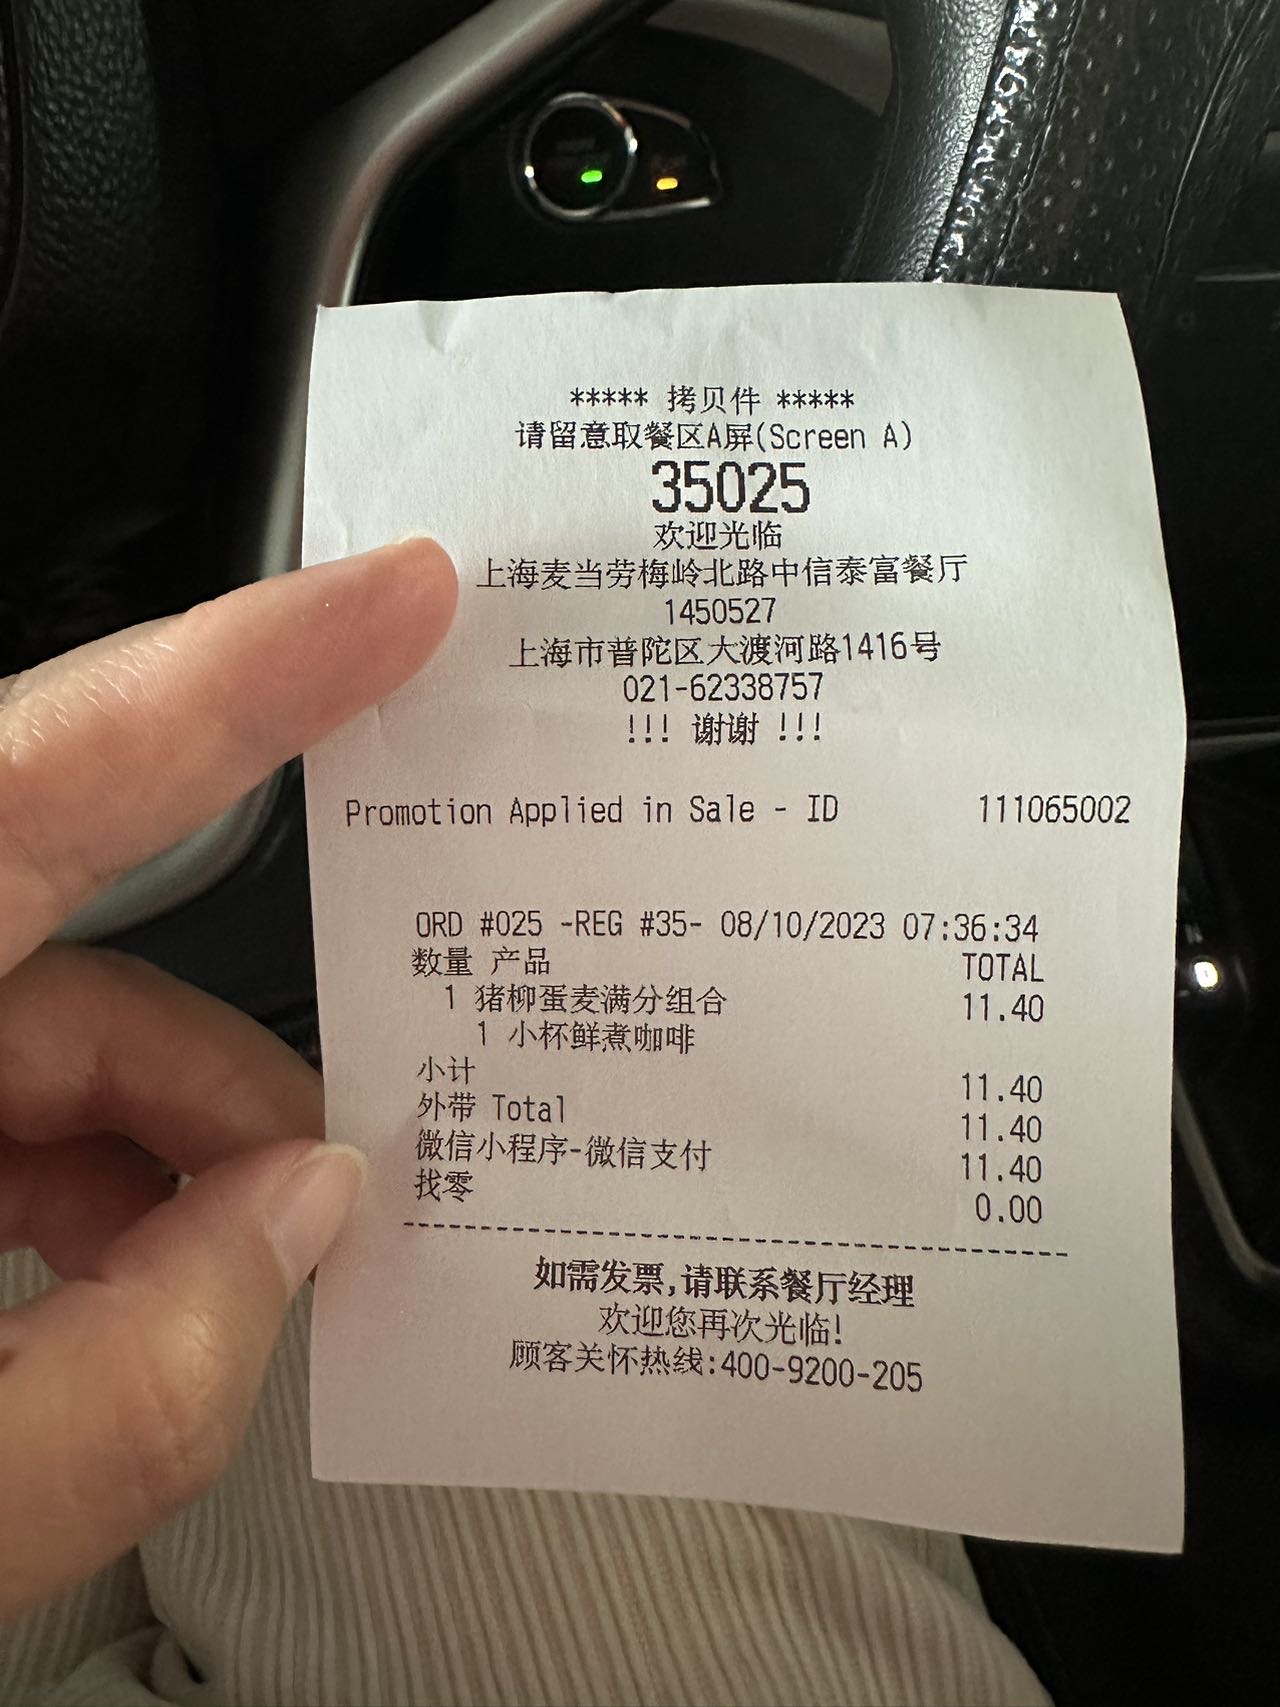 ***** 拷贝件 *****
请留意取餐区A屏(Screen A)
35025
欢迎光临
上海麦当劳梅岭北路中信泰富餐厅
1450527
上海市普陀区大渡河路1416号
021-62338757
!!! 谢谢 !!!
Promotion Applied in Sale - ID 111065002
ORD #025 -REG #35- 08/10/2023 07:36:34
数量 产品 TOTAL
1 猪柳蛋麦满分组合 11.40
1 小杯鲜煮咖啡
小计 11.40
外带 Total 11.40
微信小程序-微信支付 11.40
找零 0.00
如需发票,请联系餐厅经理
欢迎您再次光临!
顾客关怀热线:400-9200-205